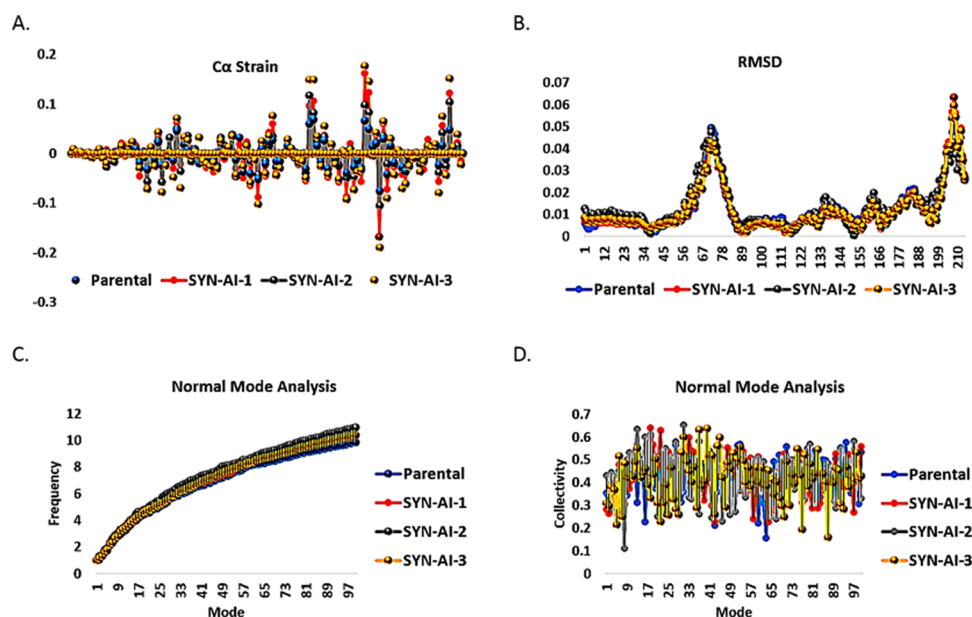 A.
Cα Strain
0.2
0.1
0
-0.1
-0.2
-0.3
Parental SYN-AI-1 SYN-AI-2 SYN-AI-3
B.
RMSD
0.07
0.06
0.05
0.04
0.03
0.02
0.01
0
1 12 23 33 45 56 67 78 89 101 111 122 133 144 155 166 177 188 199 210
Parental SYN-AI-1 SYN-AI-2 SYN-AI-3
C.
Normal Mode Analysis
Frequency
12
10
8
6
4
2
0
1 9 17 25 33 41 49 57 65 73 81 89 97
Mode
Parental
SYN-AI-1
SYN-AI-2
SYN-AI-3
D.
Normal Mode Analysis
Collectivity
0.7
0.6
0.5
0.4
0.3
0.2
0.1
0
1 9 17 25 33 41 49 57 65 73 81 89 97
Mode
Parental
SYN-AI-1
SYN-AI-2
SYN-AI-3